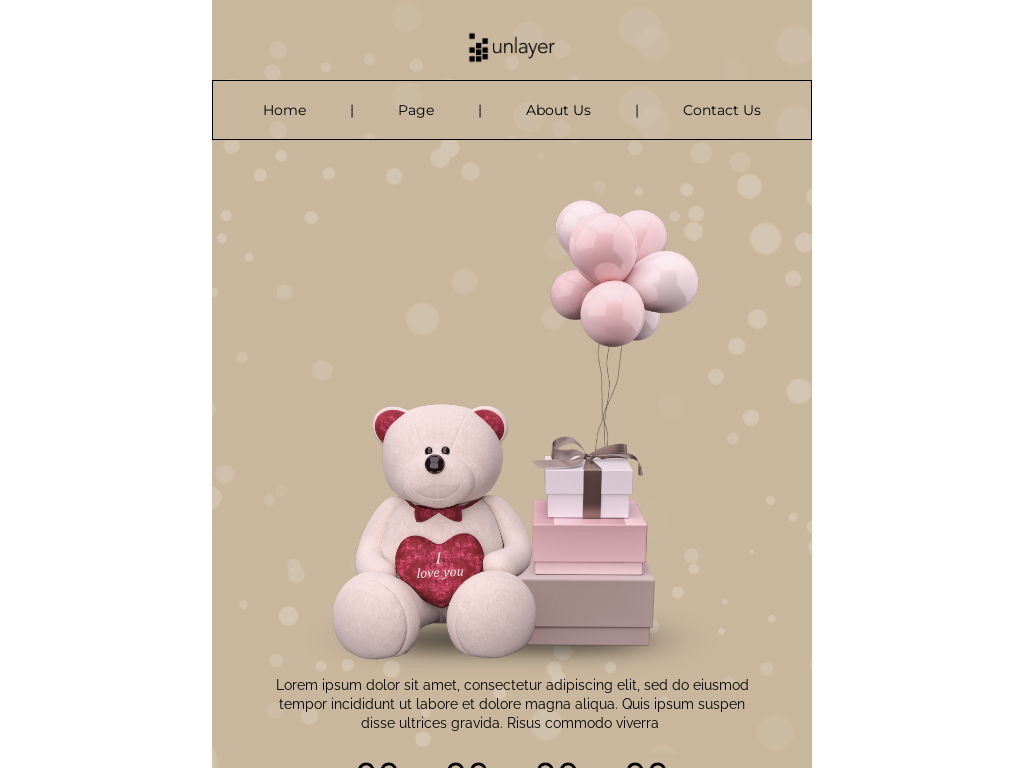 unlayer
Home | Page | About Us | Contact Us
I
love you
Lorem ipsum dolor sit amet, consectetur adipiscing elit, sed do eiusmod
tempor incididunt ut labore et dolore magna aliqua. Quis ipsum suspen
disse ultrices gravida. Risus commodo viverra